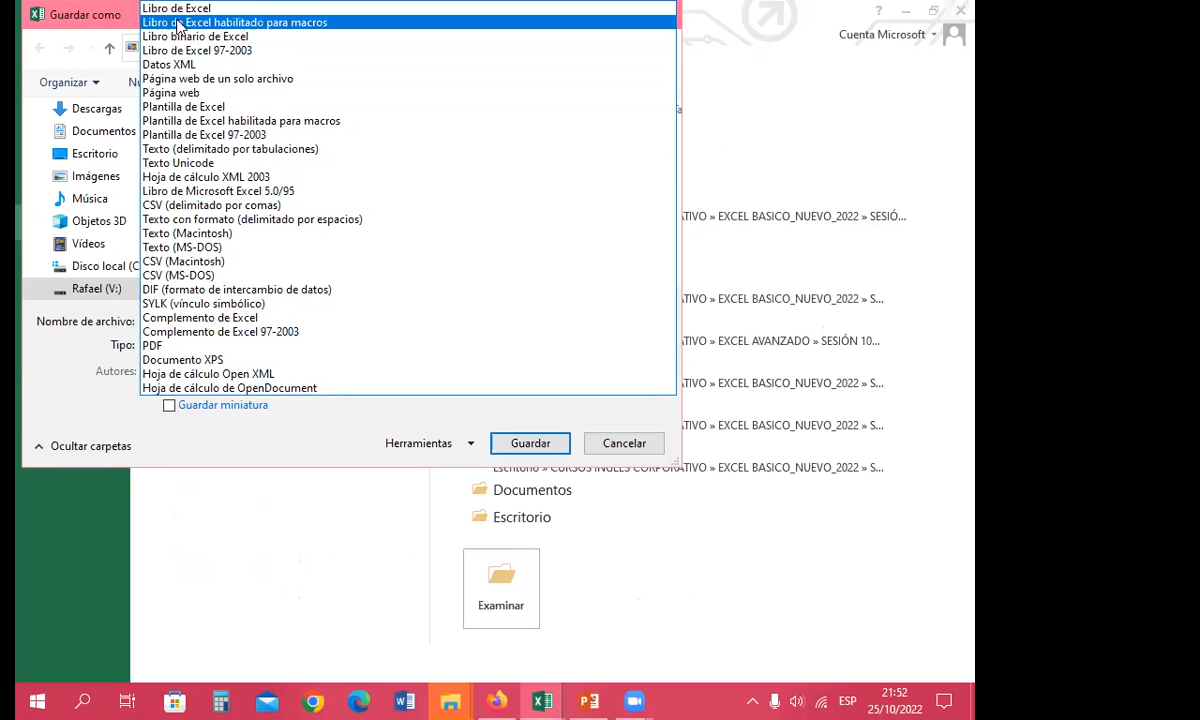 Guardar como
Libro de Excel
Libro de Excel habilitado para macros
Libro binario de Excel
Libro de Excel 97-2003
Datos XML
Página web de un solo archivo
Página web
Plantilla de Excel
Plantilla de Excel habilitada para macros
Plantilla de Excel 97-2003
Texto (delimitado por tabulaciones)
Texto Unicode
Hoja de cálculo XML 2003
Libro de Microsoft Excel 5.0/95
CSV (delimitado por comas)
Texto con formato (delimitado por espacios)
Texto (Macintosh)
Texto (MS-DOS)
CSV (Macintosh)
CSV (MS-DOS)
DIF (formato de intercambio de datos)
SYLK (vínculo simbólico)
Complemento de Excel
Complemento de Excel 97-2003
PDF
Documento XPS
Hoja de cálculo Open XML
Hoja de cálculo de OpenDocument
Organizar
Descargas
Documentos
Escritorio
Imágenes
Música
Objetos 3D
Vídeos
Disco local (C
Rafael (V:)
Nombre de archivo:
Tipo:
Autores:
Guardar miniatura
Ocultar carpetas
Herramientas
Guardar
Cancelar
?
Cuenta Microsoft
ATIVO » EXCEL BASICO_NUEVO_2022 » SESIÓ...
ATIVO » EXCEL BASICO_NUEVO_2022 » S...
ATIVO » EXCEL AVANZADO » SESIÓN 10...
ATIVO » EXCEL BASICO_NUEVO_2022 » S...
ATIVO » EXCEL BASICO_NUEVO_2022 » S...
Escritorio » CURSOS INGLES CORPORATIVO » EXCEL BASICO_NUEVO_2022 » S...
Documentos
Escritorio
Examinar
ESP
21:52
25/10/2022